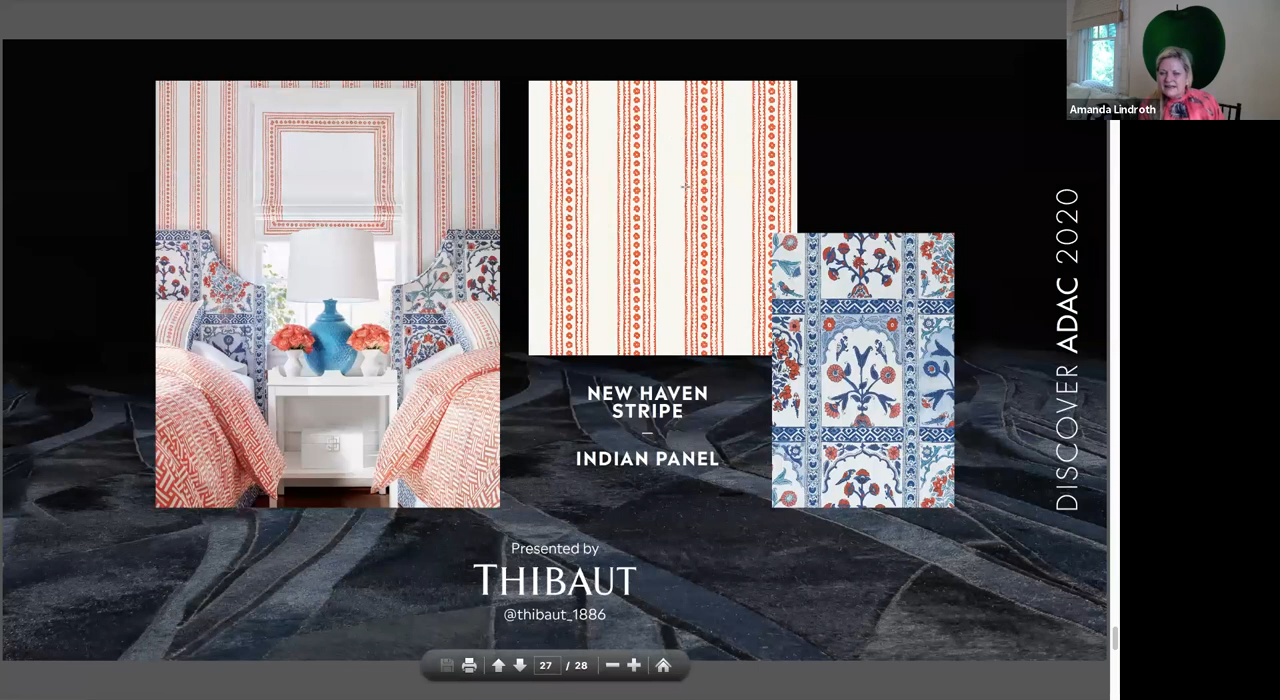 Amanda Lindroth
NEW HAVEN
STRIPE
–
INDIAN PANEL
DISCOVER ADAC 2020
Presented by
THIBAUT
@thibaut_1886
27 / 28